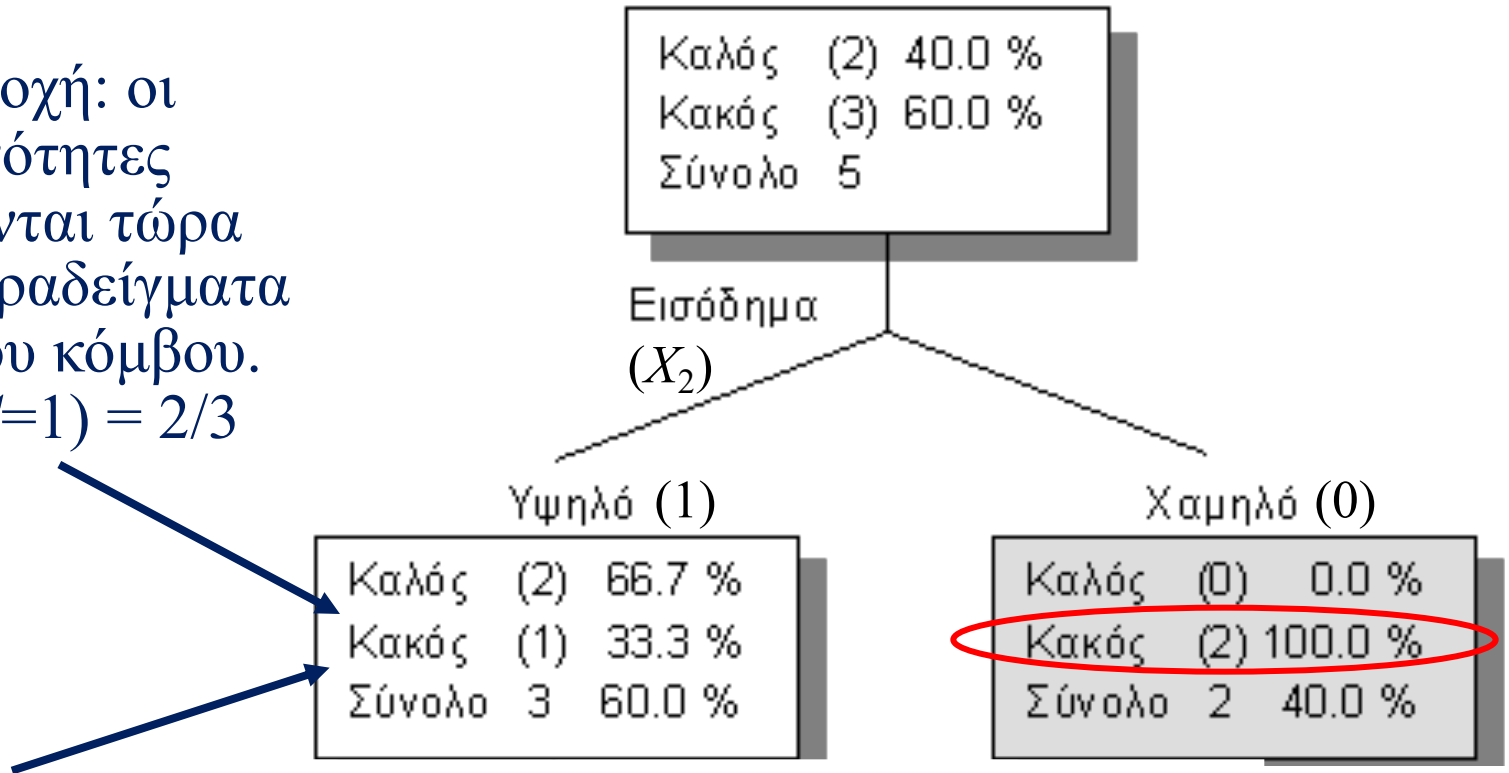 οχή: οι
ότητες
νται τώρα
ραδείγματα
ου κόμβου.
=1) = 2/3
Καλός (2) 40.0 %
Κακός (3) 60.0 %
Σύνολο 5
Εισόδημα
(X₂)
Υψηλό (1)
Χαμηλό (0)
Καλός (2) 66.7 %
Κακός (1) 33.3 %
Σύνολο 3 60.0 %
Καλός (0) 0.0 %
Κακός (2) 100.0 %
Σύνολο 2 40.0 %